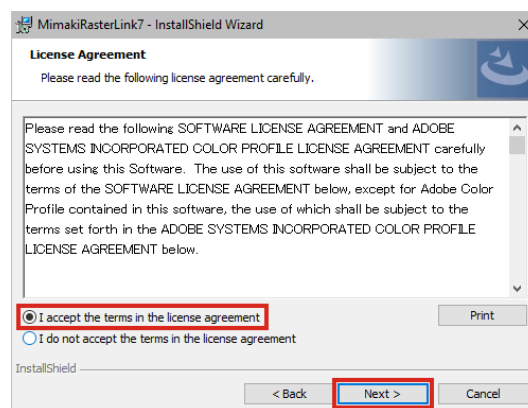 MimakiRasterLink7 - InstallShield Wizard
License Agreement
Please read the following license agreement carefully.
Please read the following SOFTWARE LICENSE AGREEMENT and ADOBE
SYSTEMS INCORPORATED COLOR PROFILE LICENSE AGREEMENT carefully
before using this Software. The use of this software shall be subject to the
terms of the SOFTWARE LICENSE AGREEMENT below, except for Adobe Color
Profile contained in this software, the use of which shall be subject to the
terms set forth in the ADOBE SYSTEMS INCORPORATED COLOR PROFILE
LICENSE AGREEMENT below.
I accept the terms in the license agreement
Print
I do not accept the terms in the license agreement
InstallShield
< Back Next > Cancel